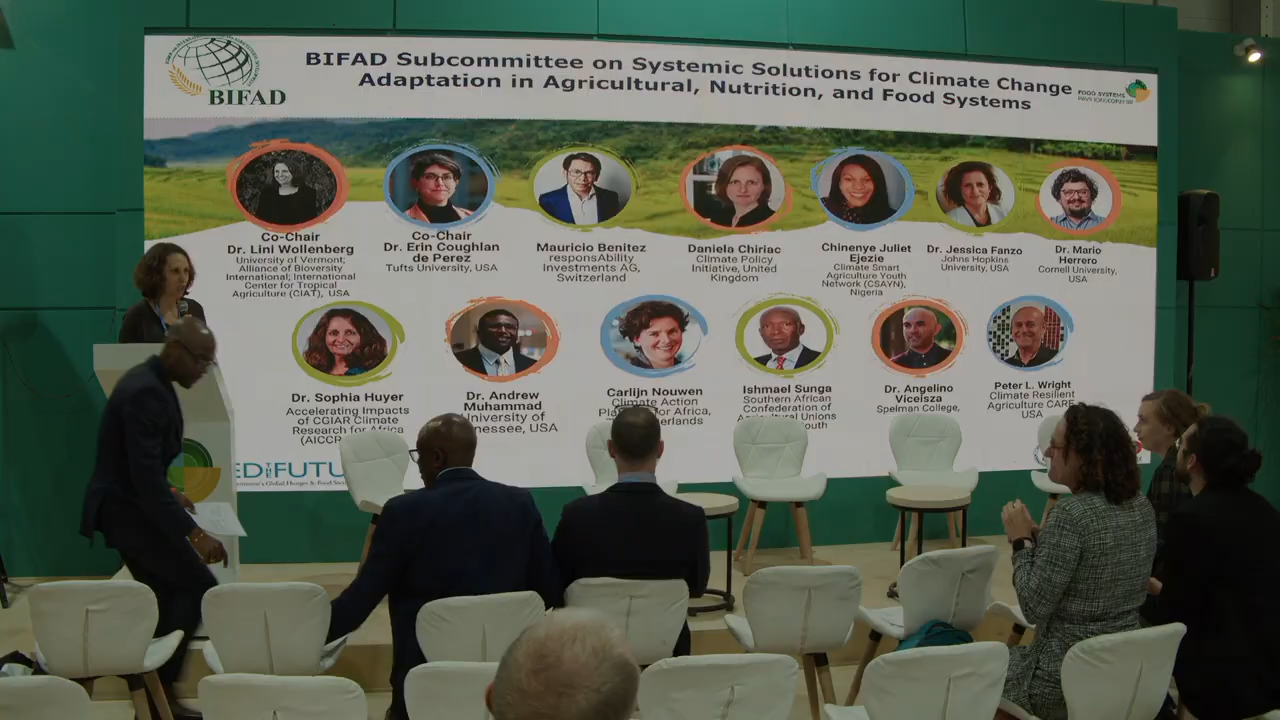 BIFAD
BIFAD Subcommittee on Systemic Solutions for Climate Change
Adaptation in Agricultural, Nutrition, and Food Systems
FOOD SYSTEMS
Co-Chair
Dr. Lini Wollenberg
University of Vermont;
Alliance of Bioversity
International; International
Center for Tropical
Agriculture (CIAT), USA
Co-Chair
Dr. Erin Coughlan
de Perez
Tufts University, USA
Mauricio Benitez
responsAbility
Investments AG,
Switzerland
Daniela Chiriac
Climate Policy
Initiative, United
Kingdom
Chinenye Juliet
Ejezie
Climate Smart
Agriculture Youth
Network (CSAYN),
Nigeria
Dr. Jessica Fanzo
Johns Hopkins
University, USA
Dr. Mario
Herrero
Cornell University,
USA
Dr. Sophia Huyer
Accelerating Impacts
of CGIAR Climate
Research for Africa
(AICCR
Dr. Andrew
Muhammad
University of
nessee, USA
Carlijn Nouwen
Climate Action
Pla for Africa,
erlands
Ishmael Sunga
Southern African
Confederation of
Agricultural Unions
outh
Dr. Angelino
Viceisza
Spelman College,
Peter L. Wright
Climate Resilient
Agriculture CARE,
USA
ED THE FUTU